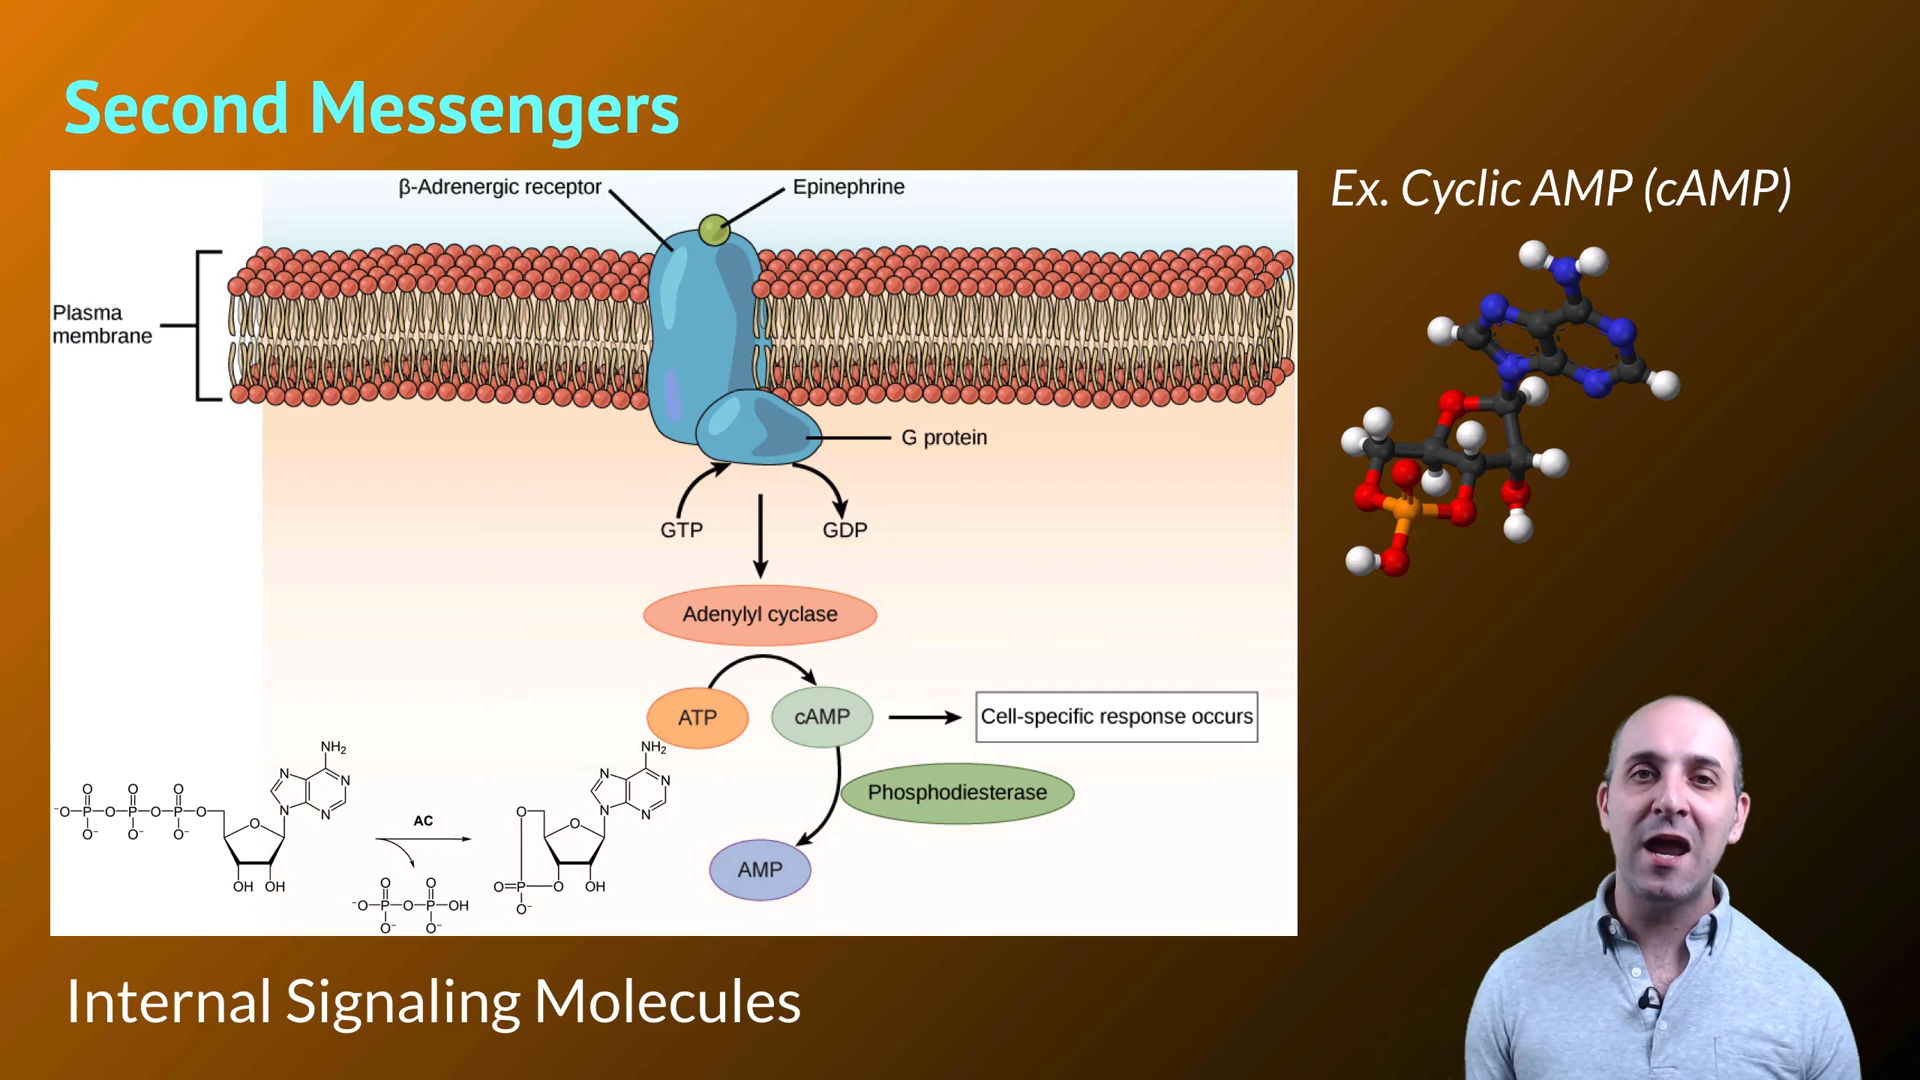 Second Messengers
β-Adrenergic receptor
Epinephrine
Ex. Cyclic AMP (cAMP)
Plasma
membrane
G protein
GTP
GDP
Adenylyl cyclase
ATP
cAMP
Cell-specific response occurs
Phosphodiesterase
AMP
NH₂
N
N
N
N
O
O
O
⁻O–P–O–P–O–P–O
O⁻
O⁻
O⁻
O
OH OH
AC
O
O
⁻O–P–O–P–OH
O⁻
O⁻
NH₂
N
N
N
N
O
O
O=P–O
OH
O⁻
Internal Signaling Molecules